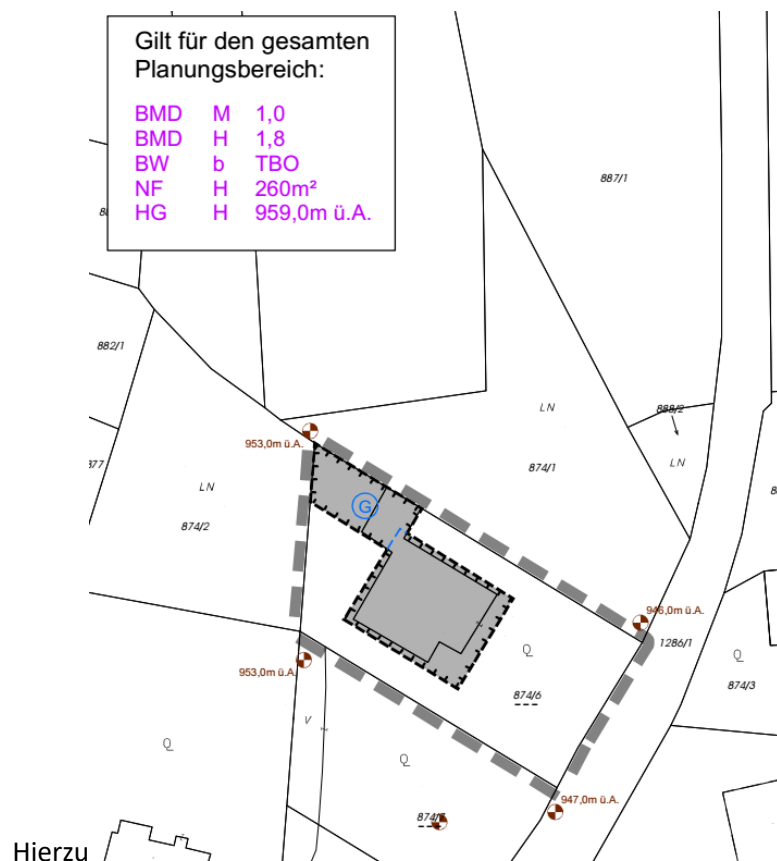 Gilt für den gesamten
Planungsbereich:
BMD M 1,0
BMD H 1,8
BW b TBO
NF H 260m²
HG H 959,0m ü.A.
887/1
882/1
LN
888/2
953,0m ü.A.
874/1
LN
LN
G
874/2
946,0m ü.A.
1286/1
Q
Q
874/3
953,0m ü.A.
874/6
V
Q
Q
947,0m ü.A.
Hierzu